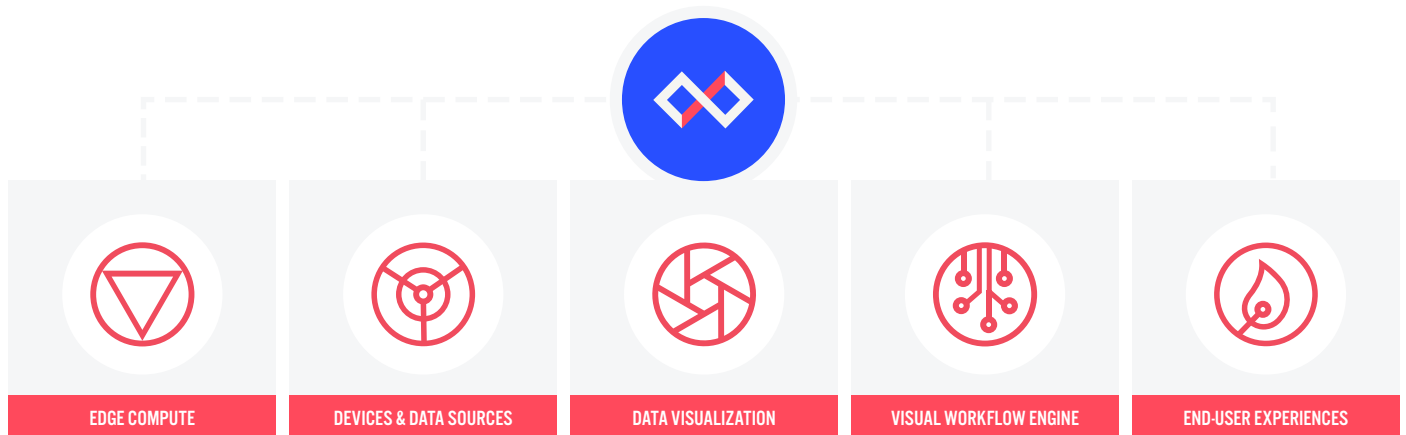 EDGE COMPUTE
DEVICES & DATA SOURCES
DATA VISUALIZATION
VISUAL WORKFLOW ENGINE
END-USER EXPERIENCES